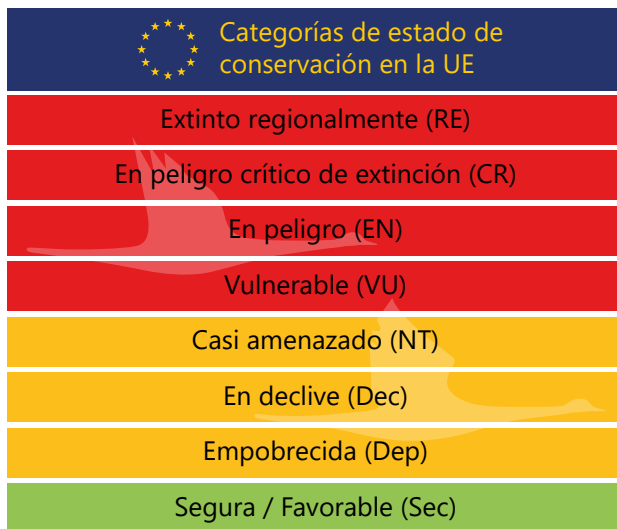 Categorías de estado de
conservación en la UE
Extinto regionalmente (RE)
En peligro crítico de extinción (CR)
En peligro (EN)
Vulnerable (VU)
Casi amenazado (NT)
En declive (Dec)
Empobrecida (Dep)
Segura / Favorable (Sec)